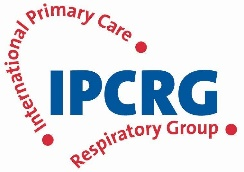 International Primary Care
IPCRG
Respiratory Group